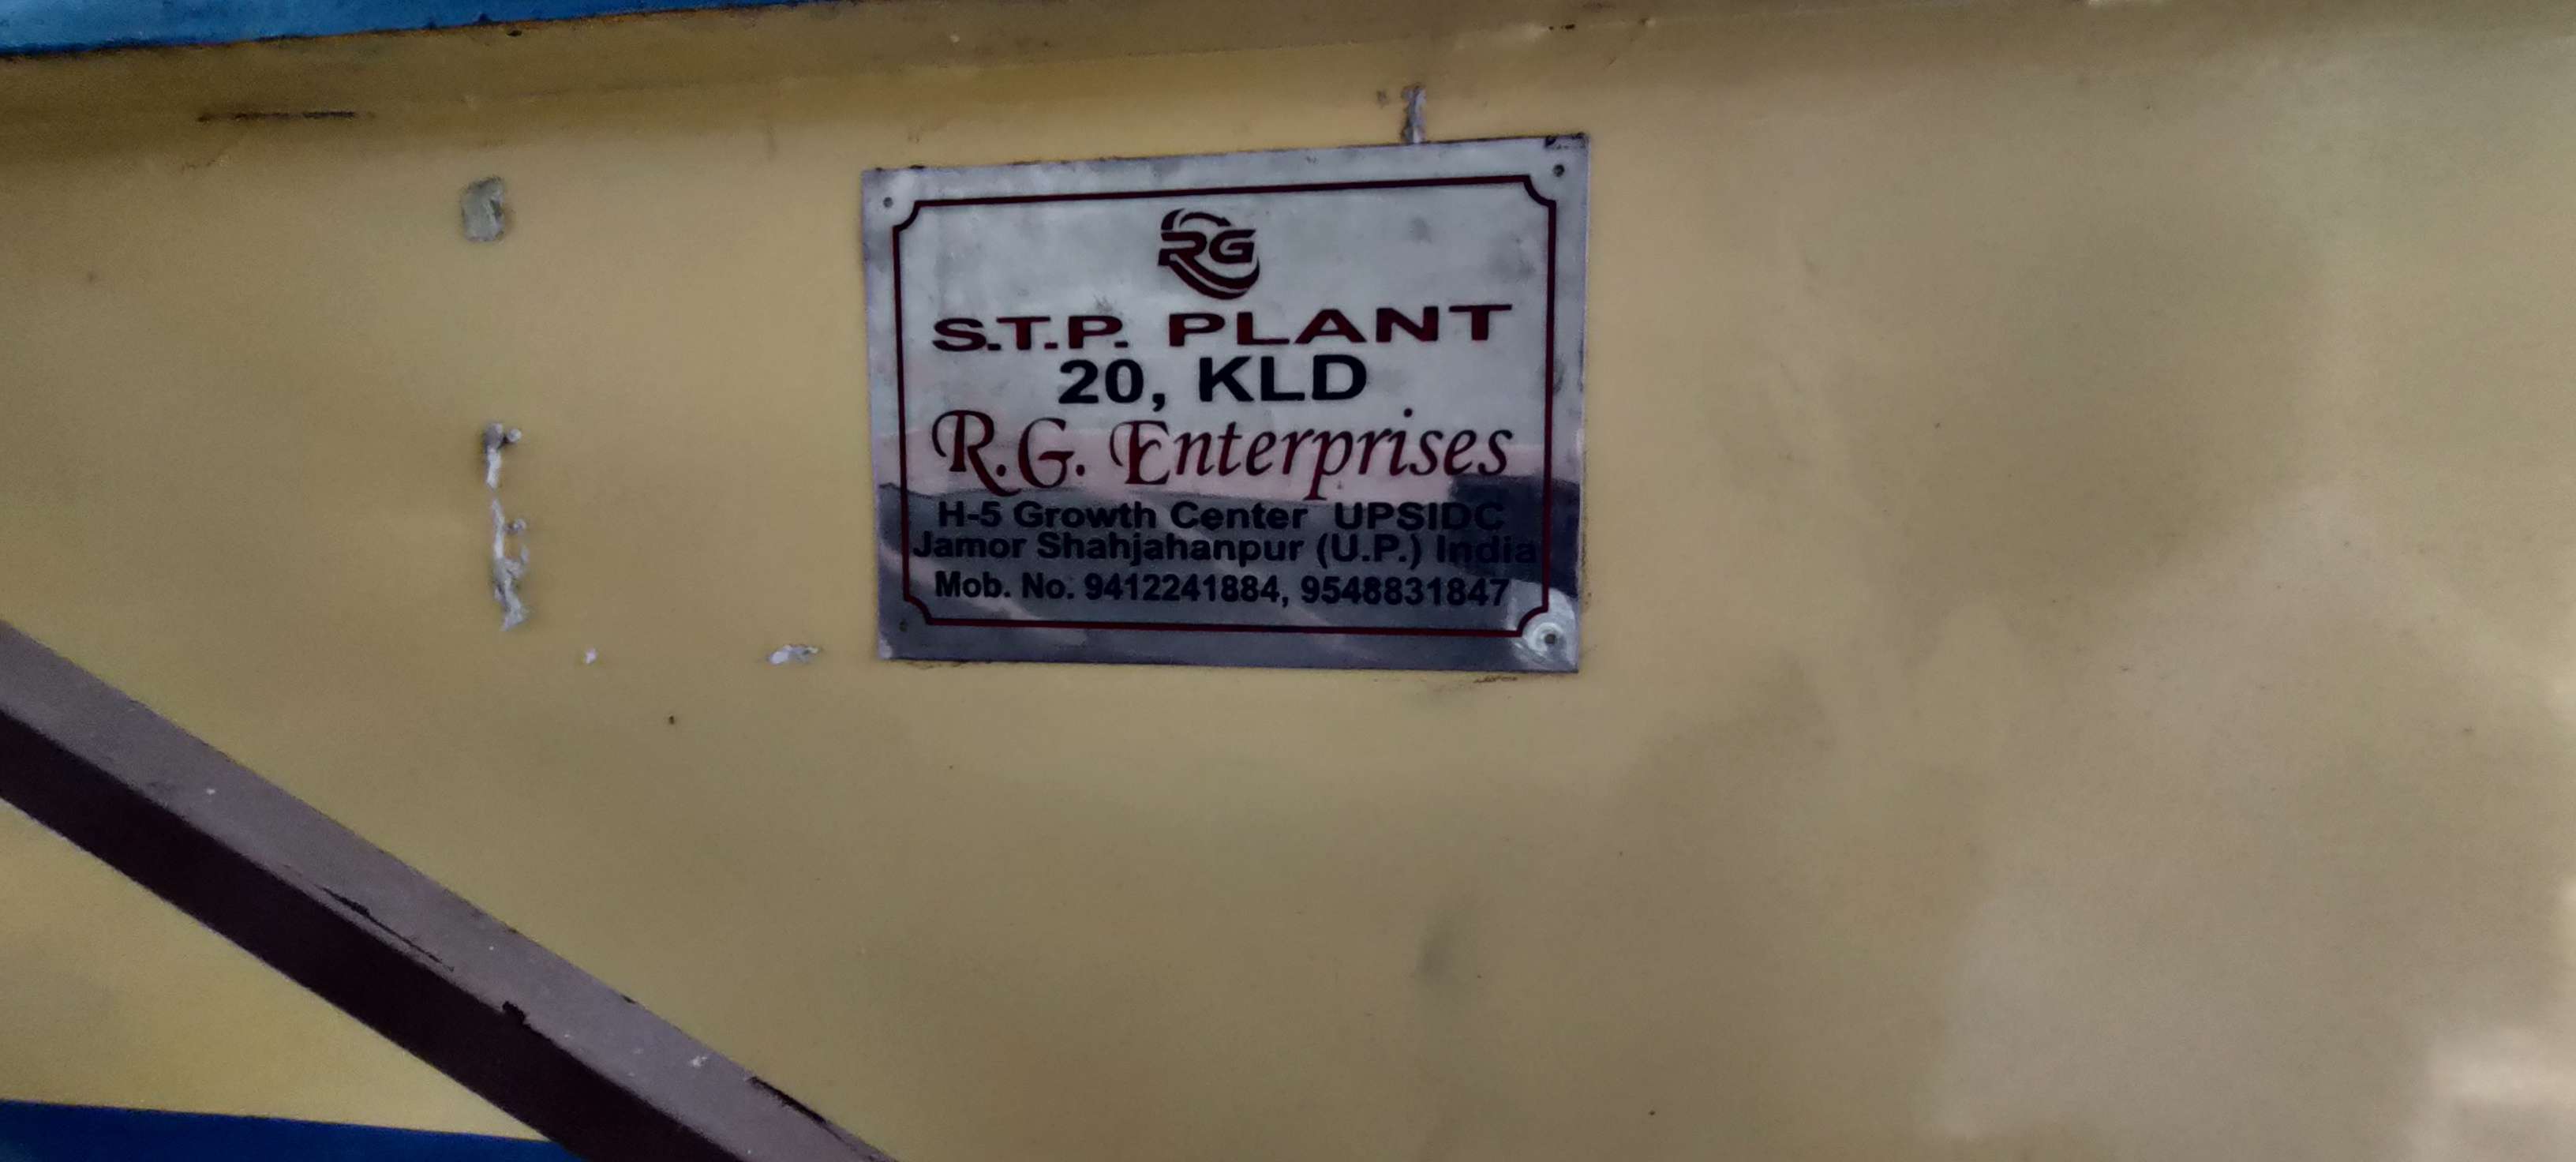 RG
S.T.P. PLANT
20, KLD
R.G. Enterprises
H-5 Growth Center UPSIDC
Jamor Shahjahanpur (U.P.) India
Mob. No. 9412241884, 9548831847